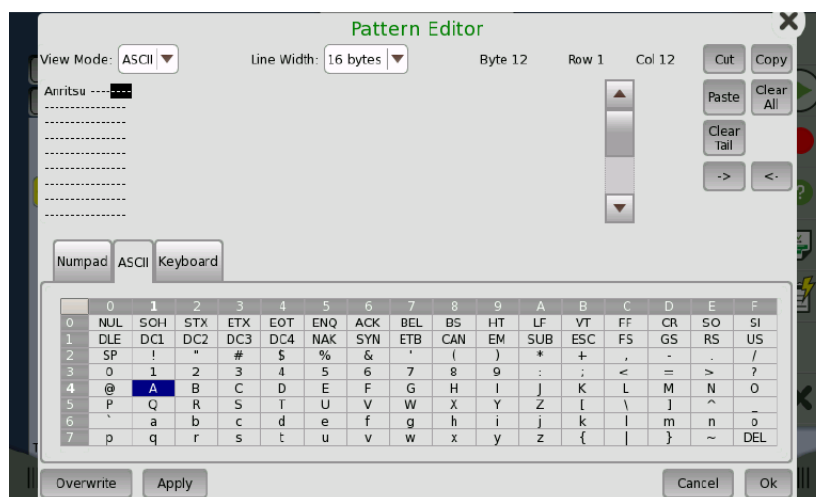 Pattern Editor
View Mode: ASCII Line Width: 16 bytes Byte 12 Row 1 Col 12 Cut Copy
Anritsu --------
Paste Clear All
----------------
----------------
Clear Tail
----------------
----------------
----------------
-> <-
----------------
----------------
----------------
Numpad ASCII Keyboard
0 1 2 3 4 5 6 7 8 9 A B C D E F
0 NUL SOH STX ETX EOT ENQ ACK BEL BS HT LF VT FF CR SO SI
1 DLE DC1 DC2 DC3 DC4 NAK SYN ETB CAN EM SUB ESC FS GS RS US
2 SP ! " # $ % & ' ( ) * + , - . /
3 0 1 2 3 4 5 6 7 8 9 : ; < = > ?
4 @ A B C D E F G H I J K L M N O
5 P Q R S T U V W X Y Z [ \ ] ^ _
6 ` a b c d e f g h i j k l m n o
7 p q r s t u v w x y z { | } ~ DEL
Overwrite Apply Cancel Ok